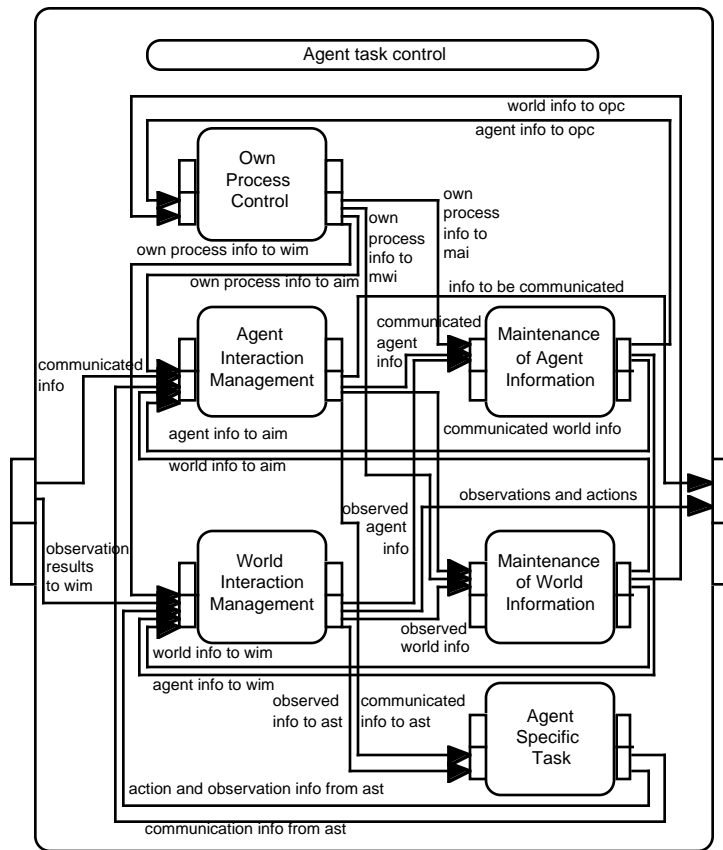 Agent task control
world info to opc
agent info to opc
Own
Process
Control
own
process
info to
mai
own
process
info to
mwi
own process info to wim
own process info to aim
info to be communicated
communicated
info
Agent
Interaction
Management
communicated
agent
info
Maintenance
of Agent
Information
agent info to aim
world info to aim
communicated world info
observations and actions
observed
agent
info
observation
results
to wim
World
Interaction
Management
Maintenance
of World
Information
observed
world info
world info to wim
agent info to wim
observed
info to ast
communicated
info to ast
Agent
Specific
Task
action and observation info from ast
communication info from ast